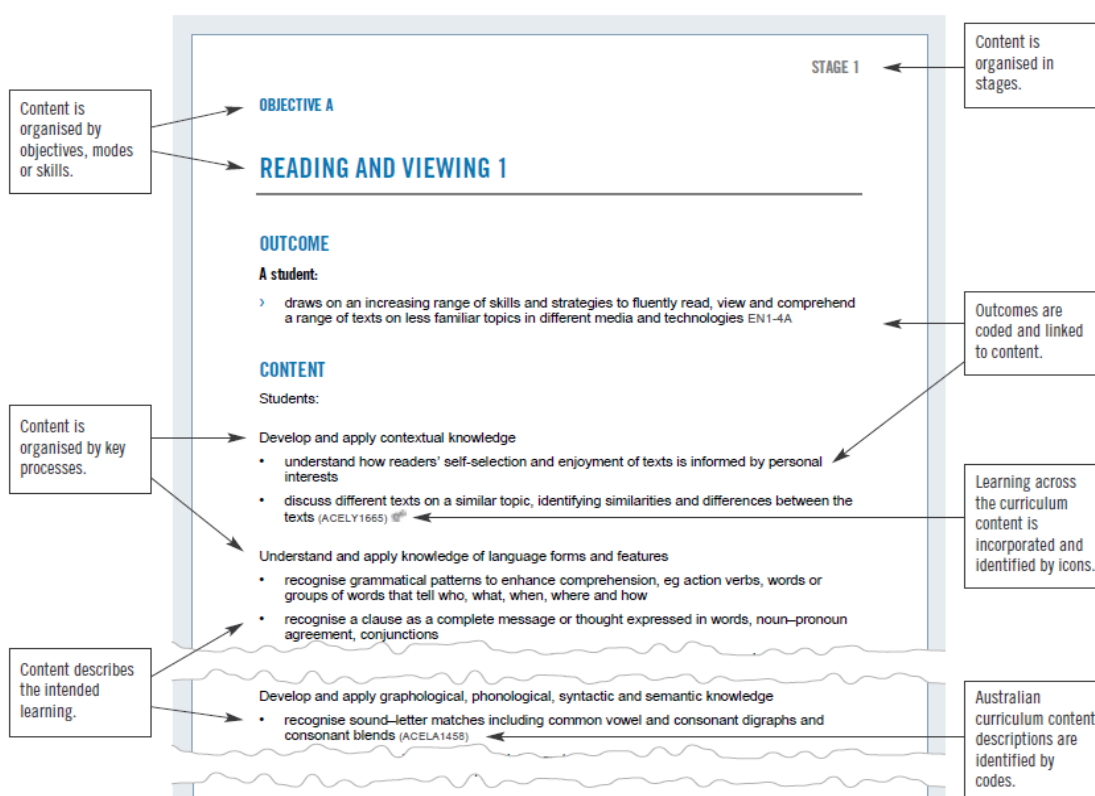 STAGE 1
Content is
organised in
stages.
Content is
organised by
objectives, modes
or skills.
OBJECTIVE A
READING AND VIEWING 1
OUTCOME
A student:
› draws on an increasing range of skills and strategies to fluently read, view and comprehend
a range of texts on less familiar topics in different media and technologies EN1-4A
Outcomes are
coded and linked
to content.
CONTENT
Students:
Content is
organised by key
processes.
Develop and apply contextual knowledge
• understand how readers' self-selection and enjoyment of texts is informed by personal
interests
• discuss different texts on a similar topic, identifying similarities and differences between the
texts (ACELY1665)
Learning across
the curriculum
content is
incorporated and
identified by icons.
Understand and apply knowledge of language forms and features
• recognise grammatical patterns to enhance comprehension, eg action verbs, words or
groups of words that tell who, what, when, where and how
• recognise a clause as a complete message or thought expressed in words, noun–pronoun
agreement, conjunctions
Content describes
the intended
learning.
Develop and apply graphological, phonological, syntactic and semantic knowledge
• recognise sound–letter matches including common vowel and consonant digraphs and
consonant blends (ACELA1458)
Australian
curriculum content
descriptions are
identified by
codes.